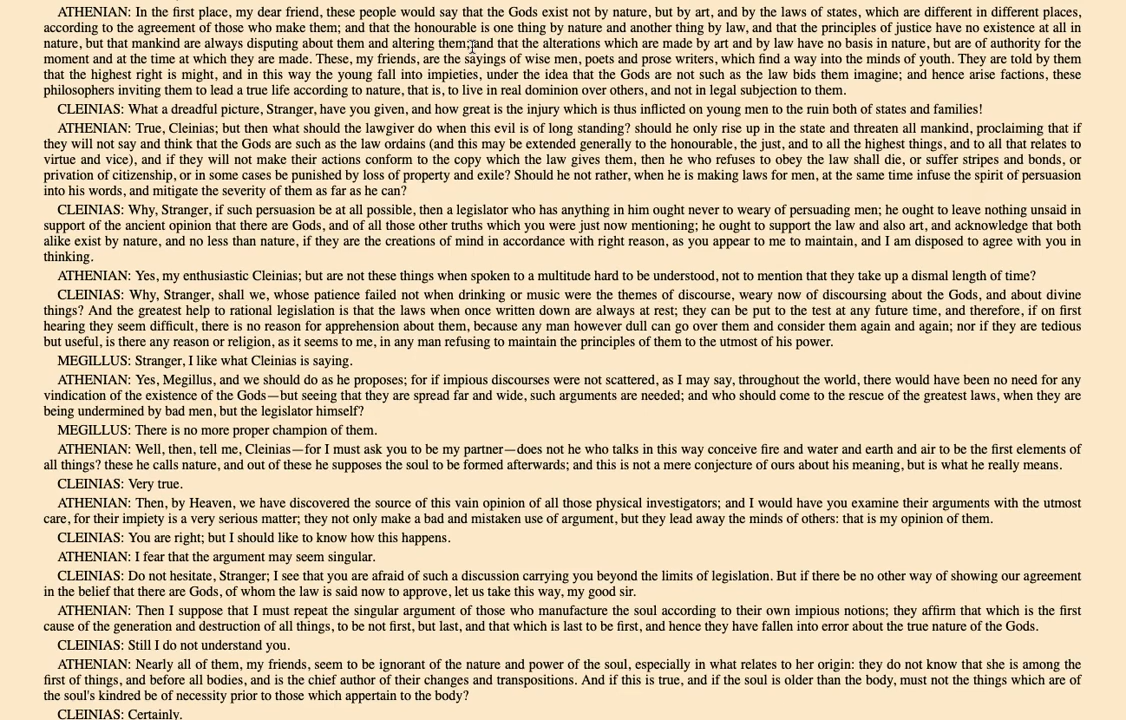 ATHENIAN: In the first place, my dear friend, these people would say that the Gods exist not by nature, but by art, and by the laws of states, which are different in different places,
according to the agreement of those who make them; and that the honourable is one thing by nature and another thing by law, and that the principles of justice have no existence at all in
nature, but that mankind are always disputing about them and altering them; and that the alterations which are made by art and by law have no basis in nature, but are of authority for the
moment and at the time at which they are made. These, my friends, are the sayings of wise men, poets and prose writers, which find a way into the minds of youth. They are told by them
that the highest right is might, and in this way the young fall into impieties, under the idea that the Gods are not such as the law bids them imagine; and hence arise factions, these
philosophers inviting them to lead a true life according to nature, that is, to live in real dominion over others, and not in legal subjection to them.
CLEINIAS: What a dreadful picture, Stranger, have you given, and how great is the injury which is thus inflicted on young men to the ruin both of states and families!
ATHENIAN: True, Cleinias; but then what should the lawgiver do when this evil is of long standing? should he only rise up in the state and threaten all mankind, proclaiming that if
they will not say and think that the Gods are such as the law ordains (and this may be extended generally to the honourable, the just, and to all the highest things, and to all that relates to
virtue and vice), and if they will not make their actions conform to the copy which the law gives them, then he who refuses to obey the law shall die, or suffer stripes and bonds, or
privation of citizenship, or in some cases be punished by loss of property and exile? Should he not rather, when he is making laws for men, at the same time infuse the spirit of persuasion
into his words, and mitigate the severity of them as far as he can?
CLEINIAS: Why, Stranger, if such persuasion be at all possible, then a legislator who has anything in him ought never to weary of persuading men; he ought to leave nothing unsaid in
support of the ancient opinion that there are Gods, and of all those other truths which you were just now mentioning; he ought to support the law and also art, and acknowledge that both
alike exist by nature, and no less than nature, if they are the creations of mind in accordance with right reason, as you appear to me to maintain, and I am disposed to agree with you in
thinking.
ATHENIAN: Yes, my enthusiastic Cleinias; but are not these things when spoken to a multitude hard to be understood, not to mention that they take up a dismal length of time?
CLEINIAS: Why, Stranger, shall we, whose patience failed not when drinking or music were the themes of discourse, weary now of discoursing about the Gods, and about divine
things? And the greatest help to rational legislation is that the laws when once written down are always at rest; they can be put to the test at any future time, and therefore, if on first
hearing they seem difficult, there is no reason for apprehension about them, because any man however dull can go over them and consider them again and again; nor if they are tedious
but useful, is there any reason or religion, as it seems to me, in any man refusing to maintain the principles of them to the utmost of his power.
MEGILLUS: Stranger, I like what Cleinias is saying.
ATHENIAN: Yes, Megillus, and we should do as he proposes; for if impious discourses were not scattered, as I may say, throughout the world, there would have been no need for any
vindication of the existence of the Gods—but seeing that they are spread far and wide, such arguments are needed; and who should come to the rescue of the greatest laws, when they are
being undermined by bad men, but the legislator himself?
MEGILLUS: There is no more proper champion of them.
ATHENIAN: Well, then, tell me, Cleinias—for I must ask you to be my partner—does not he who talks in this way conceive fire and water and earth and air to be the first elements of
all things? these he calls nature, and out of these he supposes the soul to be formed afterwards; and this is not a mere conjecture of ours about his meaning, but is what he really means.
CLEINIAS: Very true.
ATHENIAN: Then, by Heaven, we have discovered the source of this vain opinion of all those physical investigators; and I would have you examine their arguments with the utmost
care, for their impiety is a very serious matter; they not only make a bad and mistaken use of argument, but they lead away the minds of others: that is my opinion of them.
CLEINIAS: You are right; but I should like to know how this happens.
ATHENIAN: I fear that the argument may seem singular.
CLEINIAS: Do not hesitate, Stranger; I see that you are afraid of such a discussion carrying you beyond the limits of legislation. But if there be no other way of showing our agreement
in the belief that there are Gods, of whom the law is said now to approve, let us take this way, my good sir.
ATHENIAN: Then I suppose that I must repeat the singular argument of those who manufacture the soul according to their own impious notions; they affirm that which is the first
cause of the generation and destruction of all things, to be not first, but last, and that which is last to be first, and hence they have fallen into error about the true nature of the Gods.
CLEINIAS: Still I do not understand you.
ATHENIAN: Nearly all of them, my friends, seem to be ignorant of the nature and power of the soul, especially in what relates to her origin: they do not know that she is among the
first of things, and before all bodies, and is the chief author of their changes and transpositions. And if this is true, and if the soul is older than the body, must not the things which are of
the soul's kindred be of necessity prior to those which appertain to the body?
CLEINIAS: Certainly.